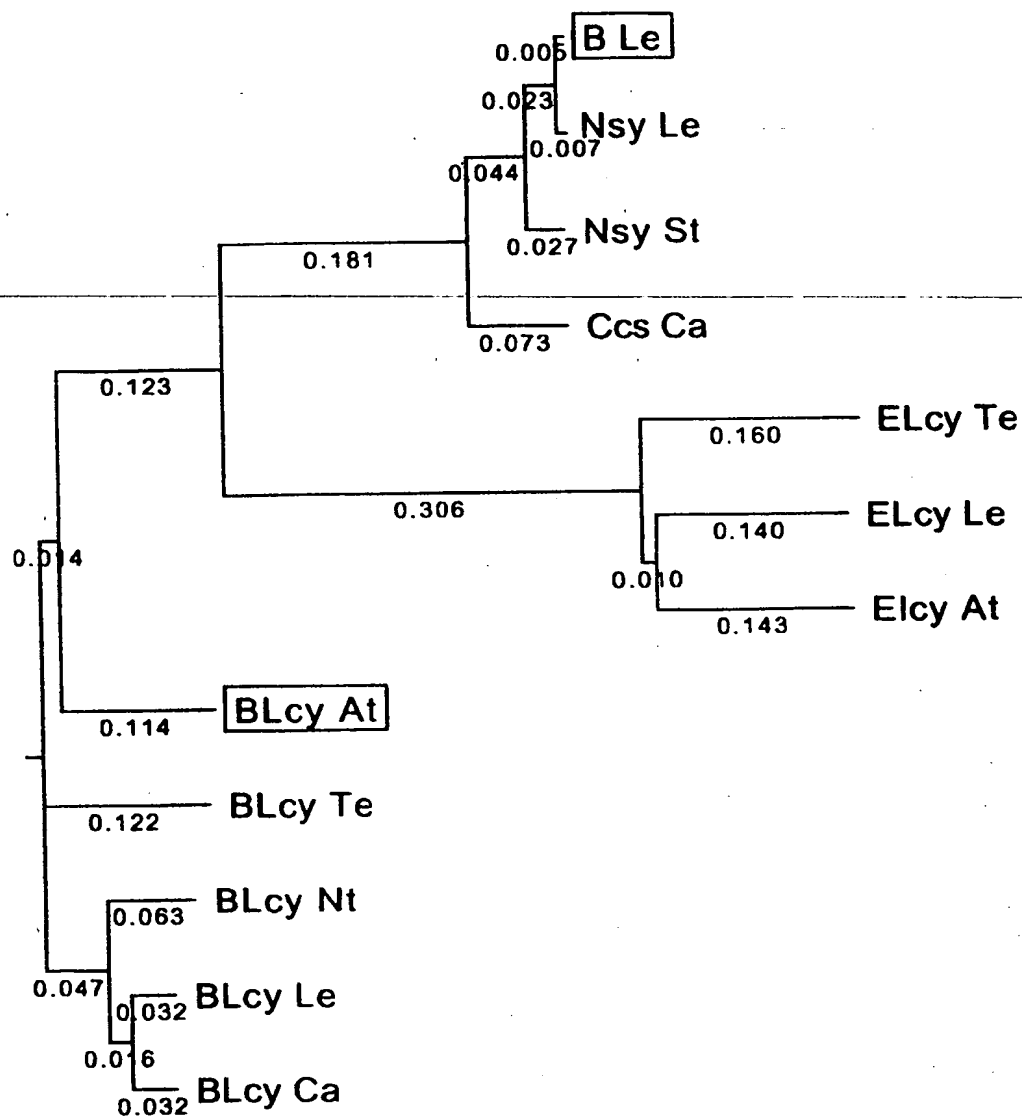 B Le
0.005
0.023
Nsy Le
0.007
0.044
Nsy St
0.027
0.181
Ccs Ca
0.073
0.123
ELcy Te
0.160
0.306
ELcy Le
0.140
0.014
0.010
Elcy At
0.143
BLcy At
0.114
BLcy Te
0.122
BLcy Nt
0.063
0.047
BLcy Le
0.032
0.016
BLcy Ca
0.032